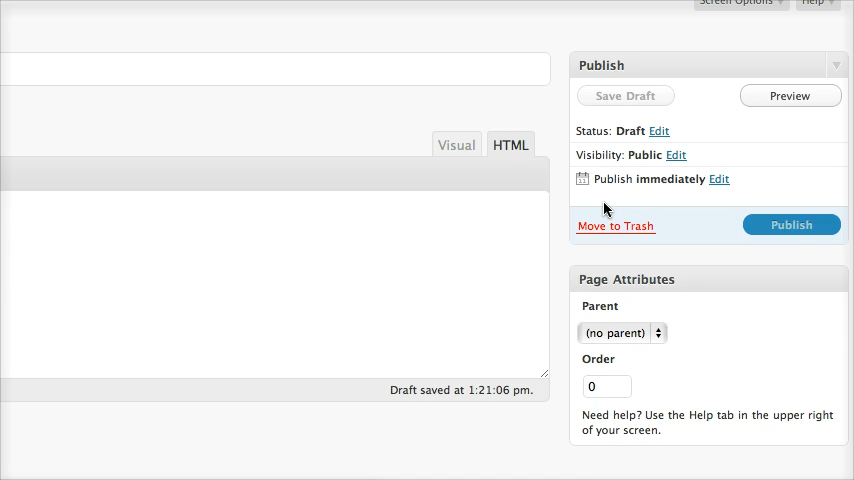 Screen Options Help
Publish
Save Draft Preview
Visual HTML
Status: Draft Edit
Visibility: Public Edit
Publish immediately Edit
Move to Trash Publish
Page Attributes
Parent
(no parent)
Order
0
Draft saved at 1:21:06 pm.
Need help? Use the Help tab in the upper right
of your screen.